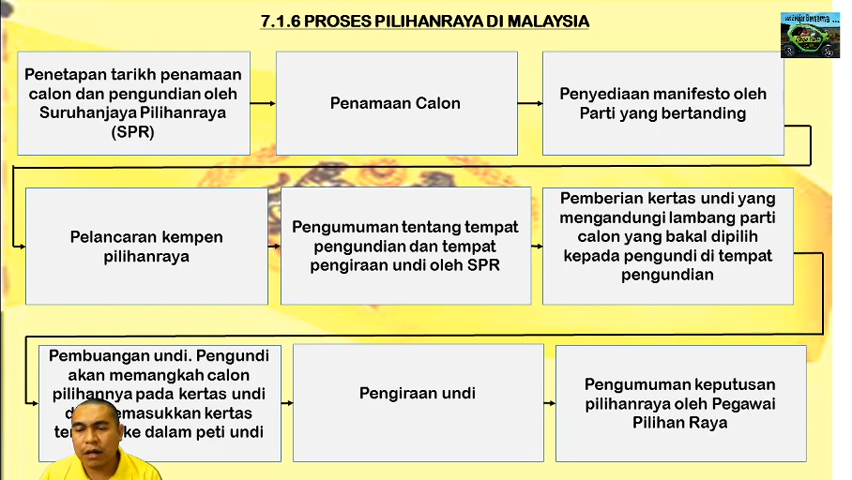 7.1.6 PROSES PILIHANRAYA DI MALAYSIA
Penetapan tarikh penamaan
calon dan pengundian oleh
Suruhanjaya Pilihanraya
(SPR)
Penamaan Calon
Penyediaan manifesto oleh
Parti yang bertanding
Pelancaran kempen
pilihanraya
Pengumuman tentang tempat
pengundian dan tempat
pengiraan undi oleh SPR
Pemberian kertas undi yang
mengandungi lambang parti
calon yang bakal dipilih
kepada pengundi di tempat
pengundian
Pembuangan undi. Pengundi
akan memangkah calon
pilihannya pada kertas undi
kertas
ke dalam peti undi
Pengiraan undi
Pengumuman keputusan
pilihanraya oleh Pegawai
Pilihan Raya